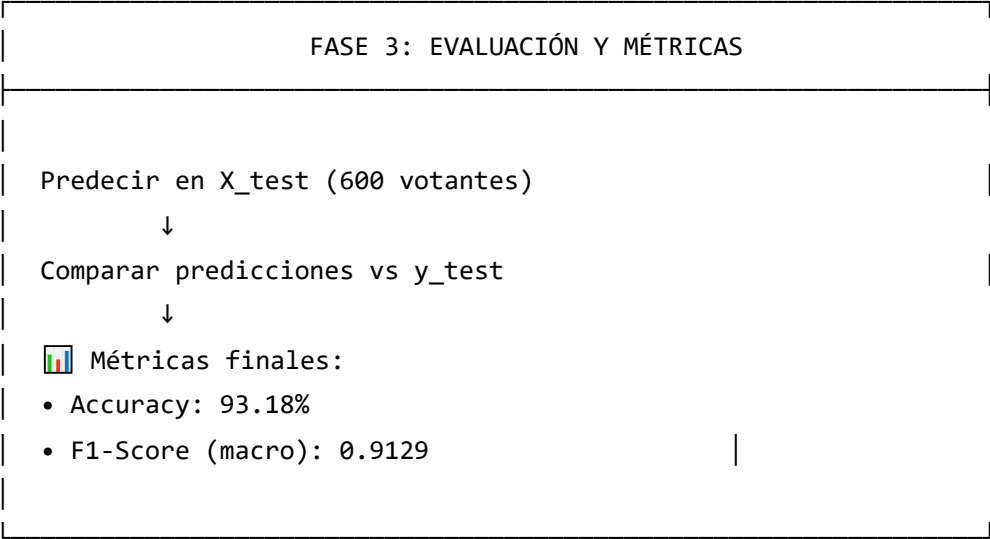 FASE 3: EVALUACIÓN Y MÉTRICAS
Predecir en X_test (600 votantes)
↓
Comparar predicciones vs y_test
↓
📊 Métricas finales:
• Accuracy: 93.18%
• F1-Score (macro): 0.9129